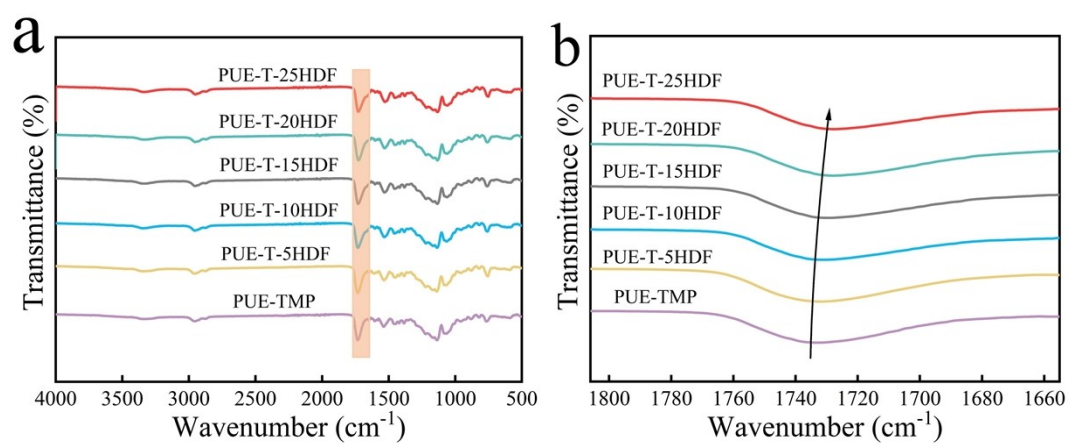 a
PUE-T-25HDF
PUE-T-20HDF
PUE-T-15HDF
PUE-T-10HDF
PUE-T-5HDF
PUE-TMP
Transmittance (%)
4000 3500 3000 2500 2000 1500 1000 500
Wavenumber (cm⁻¹)
b
PUE-T-25HDF
PUE-T-20HDF
PUE-T-15HDF
PUE-T-10HDF
PUE-T-5HDF
PUE-TMP
Transmittance (%)
1800 1780 1760 1740 1720 1700 1680 1660
Wavenumber (cm⁻¹)